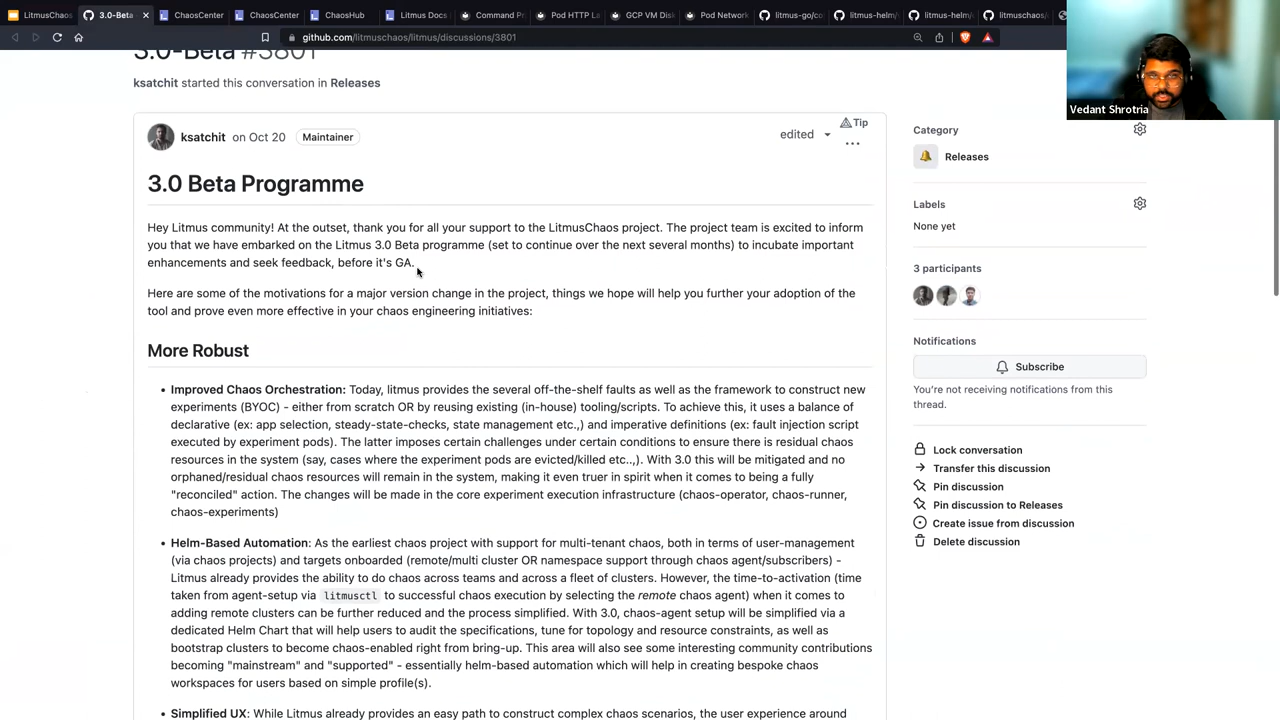 LitmusChaos
3.0-Beta
ChaosCenter
ChaosCenter
ChaosHub
Litmus Docs
Command Pr
Pod HTTP La
GCP VM Disk
Pod Network
litmus-go/co
litmus-helm/
litmus-helm/
litmuschaos/
github.com/litmuschaos/litmus/discussions/3801
Vedant Shrotria
3.0-Beta #3801
ksatchit started this conversation in Releases
ksatchit on Oct 20 Maintainer
edited
Tip
3.0 Beta Programme
Hey Litmus community! At the outset, thank you for all your support to the LitmusChaos project. The project team is excited to inform
you that we have embarked on the Litmus 3.0 Beta programme (set to continue over the next several months) to incubate important
enhancements and seek feedback, before it's GA.
Here are some of the motivations for a major version change in the project, things we hope will help you further your adoption of the
tool and prove even more effective in your chaos engineering initiatives:
More Robust
• Improved Chaos Orchestration: Today, litmus provides the several off-the-shelf faults as well as the framework to construct new
experiments (BYOC) - either from scratch OR by reusing existing (in-house) tooling/scripts. To achieve this, it uses a balance of
declarative (ex: app selection, steady-state-checks, state management etc.,) and imperative definitions (ex: fault injection script
executed by experiment pods). The latter imposes certain challenges under certain conditions to ensure there is residual chaos
resources in the system (say, cases where the experiment pods are evicted/killed etc..,). With 3.0 this will be mitigated and no
orphaned/residual chaos resources will remain in the system, making it even truer in spirit when it comes to being a fully
"reconciled" action. The changes will be made in the core experiment execution infrastructure (chaos-operator, chaos-runner,
chaos-experiments)
• Helm-Based Automation: As the earliest chaos project with support for multi-tenant chaos, both in terms of user-management
(via chaos projects) and targets onboarded (remote/multi cluster OR namespace support through chaos agent/subscribers) -
Litmus already provides the ability to do chaos across teams and across a fleet of clusters. However, the time-to-activation (time
taken from agent-setup via litmusctl to successful chaos execution by selecting the remote chaos agent) when it comes to
adding remote clusters can be further reduced and the process simplified. With 3.0, chaos-agent setup will be simplified via a
dedicated Helm Chart that will help users to audit the specifications, tune for topology and resource constraints, as well as
bootstrap clusters to become chaos-enabled right from bring-up. This area will also see some interesting community contributions
becoming "mainstream" and "supported" - essentially helm-based automation which will help in creating bespoke chaos
workspaces for users based on simple profile(s).
• Simplified UX: While Litmus already provides an easy path to construct complex chaos scenarios, the user experience around
Category
Releases
Labels
None yet
3 participants
Notifications
Subscribe
You're not receiving notifications from this
thread.
Lock conversation
Transfer this discussion
Pin discussion
Pin discussion to Releases
Create issue from discussion
Delete discussion